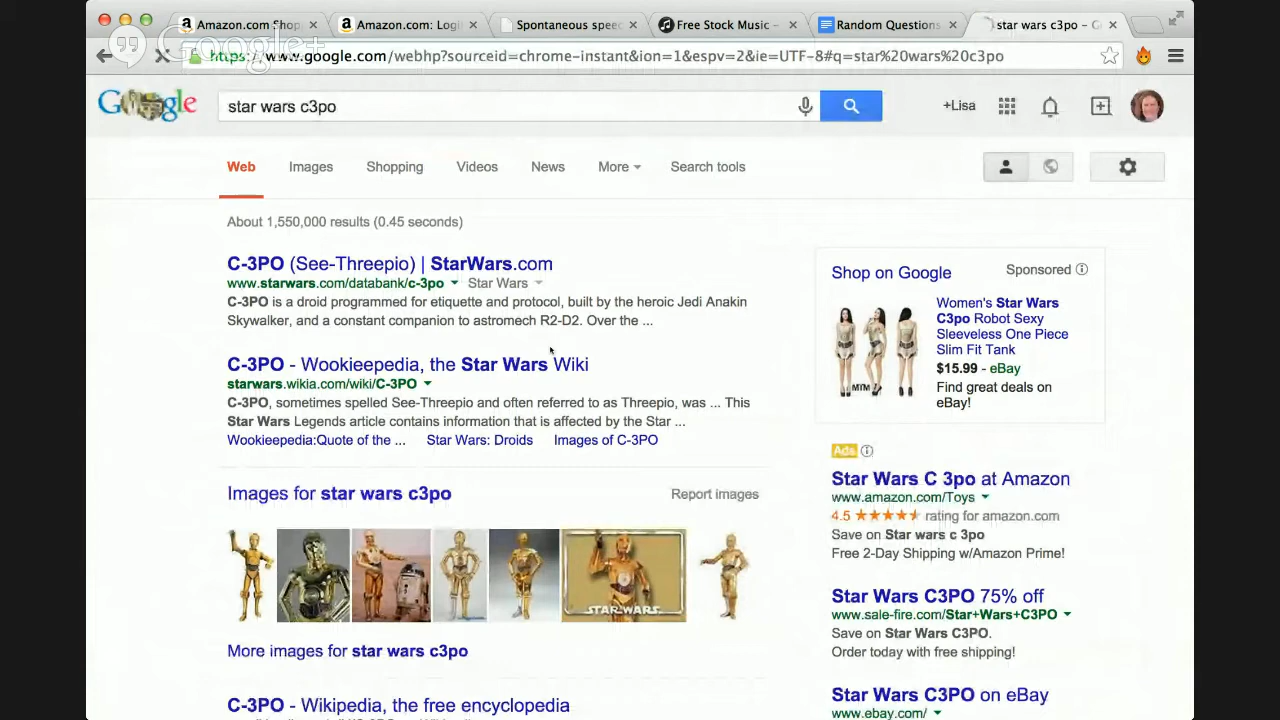 Amazon.com Shop
Amazon.com: Logi
Spontaneous speec
Free Stock Music -
Random Questions
star wars c3po - G
Google+
https://www.google.com/webhp?sourceid=chrome-instant&ion=1&espv=2&ie=UTF-8#q=star%20wars%20c3po
Google
star wars c3po
+Lisa
Web
Images
Shopping
Videos
News
More
Search tools
About 1,550,000 results (0.45 seconds)
C-3PO (See-Threepio) | StarWars.com
www.starwars.com/databank/c-3po
Star Wars
C-3PO is a droid programmed for etiquette and protocol, built by the heroic Jedi Anakin
Skywalker, and a constant companion to astromech R2-D2. Over the ...
C-3PO - Wookieepedia, the Star Wars Wiki
starwars.wikia.com/wiki/C-3PO
C-3PO, sometimes spelled See-Threepio and often referred to as Threepio, was ... This
Star Wars Legends article contains information that is affected by the Star ...
Wookieepedia:Quote of the ...
Star Wars: Droids
Images of C-3PO
Images for star wars c3po
Report images
STAR WARS
More images for star wars c3po
C-3PO - Wikipedia, the free encyclopedia
Shop on Google
Sponsored
Women's Star Wars
C3po Robot Sexy
Sleeveless One Piece
Slim Fit Tank
$15.99 - eBay
Find great deals on
eBay!
MYM
Ads
Star Wars C 3po at Amazon
www.amazon.com/Toys
4.5 ★★★★★ rating for amazon.com
Save on Star wars c 3po
Free 2-Day Shipping w/Amazon Prime!
Star Wars C3PO 75% off
www.sale-fire.com/Star+Wars+C3PO
Save on Star Wars C3PO.
Order today with free shipping!
Star Wars C3PO on eBay
www.ebay.com/